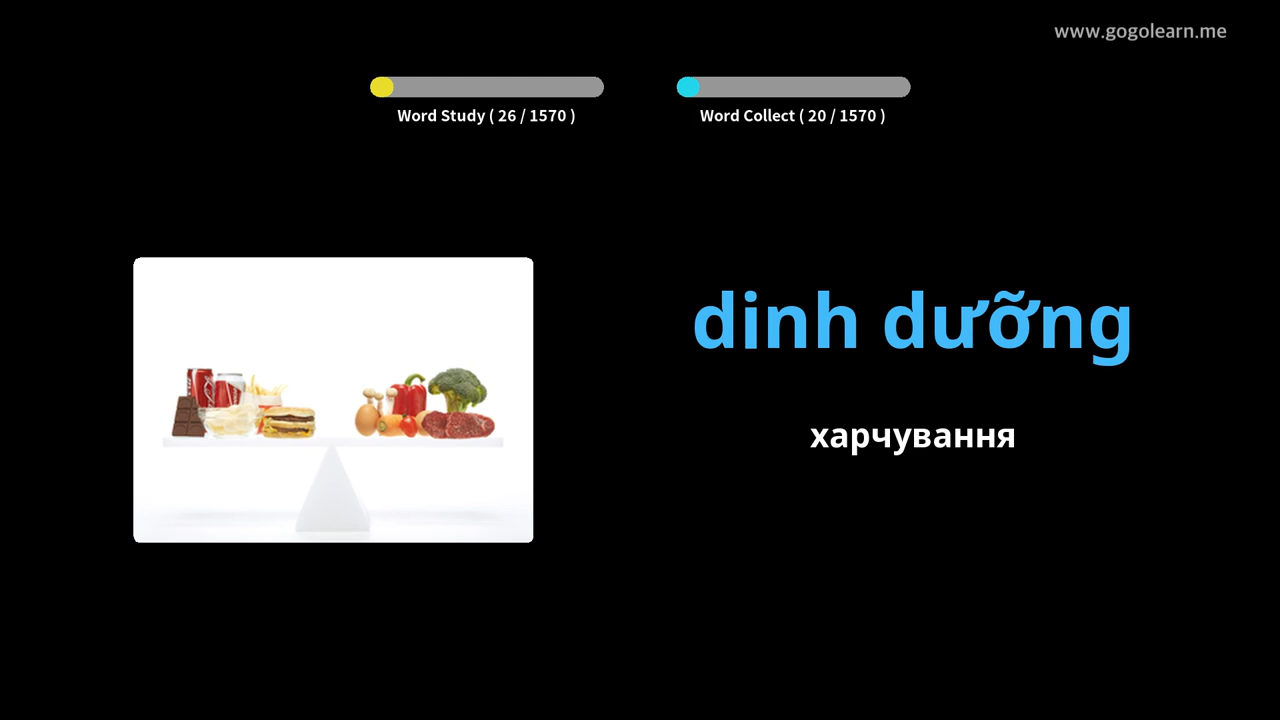 www.gogolearn.me
Word Study ( 26 / 1570 )
Word Collect ( 20 / 1570 )
dinh dưỡng
харчування